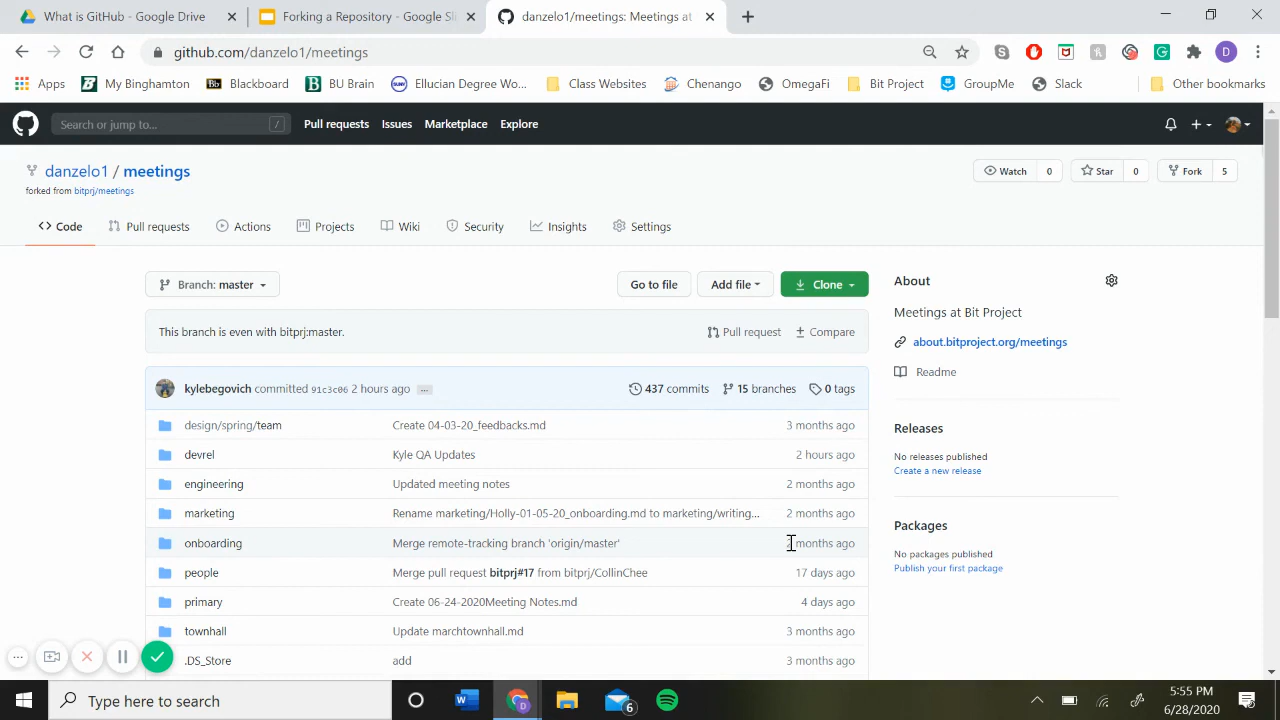 What is GitHub - Google Drive
Forking a Repository - Google Sli
danzelo1/meetings: Meetings at
github.com/danzelo1/meetings
Apps
My Binghamton
Blackboard
BU Brain
Ellucian Degree Wo...
Class Websites
Chenango
OmegaFi
Bit Project
GroupMe
Slack
Other bookmarks
Search or jump to...
/
Pull requests
Issues
Marketplace
Explore
danzelo1 / meetings
forked from bitprj/meetings
Watch 0
Star 0
Fork 5
Code
Pull requests
Actions
Projects
Wiki
Security
Insights
Settings
Branch: master
Go to file
Add file
Clone
This branch is even with bitprj:master.
Pull request
Compare
kylebegovich committed 91c3c06 2 hours ago ...
437 commits
15 branches
0 tags
design/spring/team Create 04-03-20_feedbacks.md 3 months ago
devrel Kyle QA Updates 2 hours ago
engineering Updated meeting notes 2 months ago
marketing Rename marketing/Holly-01-05-20_onboarding.md to marketing/writing... 2 months ago
onboarding Merge remote-tracking branch 'origin/master' 2 months ago
people Merge pull request bitprj#17 from bitprj/CollinChee 17 days ago
primary Create 06-24-2020Meeting Notes.md 4 days ago
townhall Update marchtownhall.md 3 months ago
.DS_Store add 3 months ago
About
Meetings at Bit Project
about.bitproject.org/meetings
Readme
Releases
No releases published
Create a new release
Packages
No packages published
Publish your first package
Type here to search
6
5:55 PM
6/28/2020